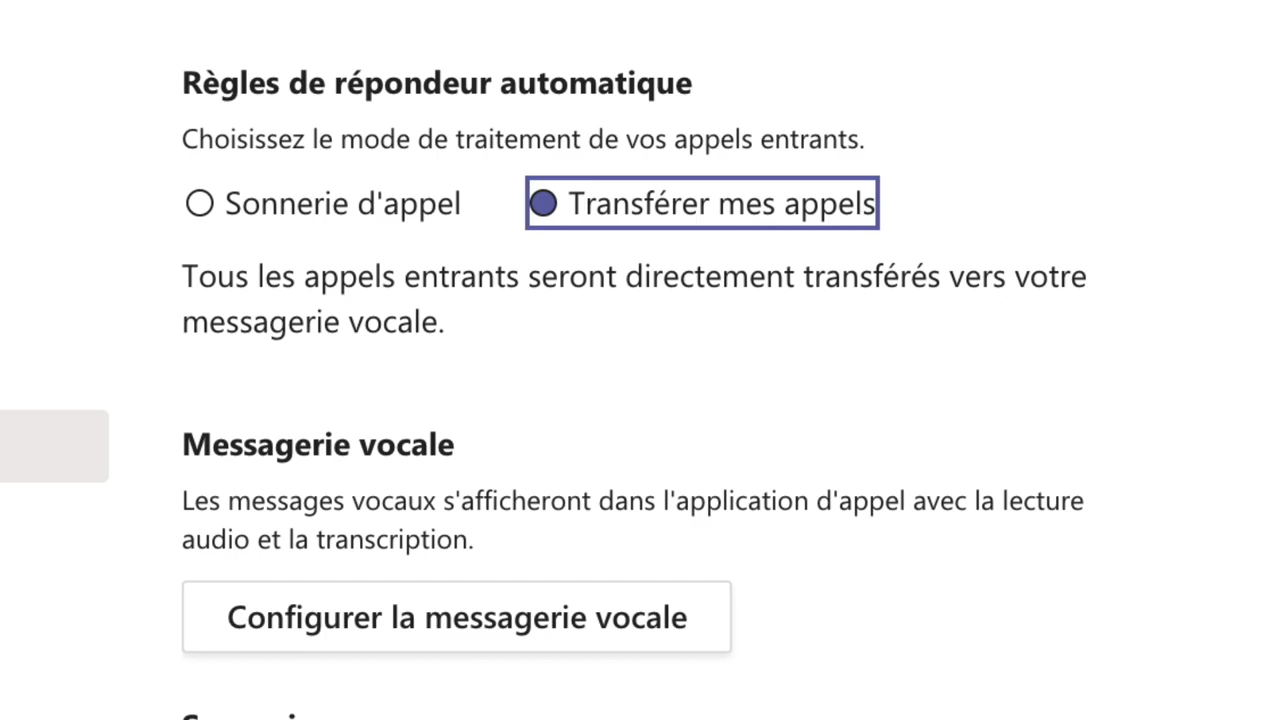 Règles de répondeur automatique
Choisissez le mode de traitement de vos appels entrants.
Sonnerie d'appel Transférer mes appels
Tous les appels entrants seront directement transférés vers votre
messagerie vocale.
Messagerie vocale
Les messages vocaux s'afficheront dans l'application d'appel avec la lecture
audio et la transcription.
Configurer la messagerie vocale